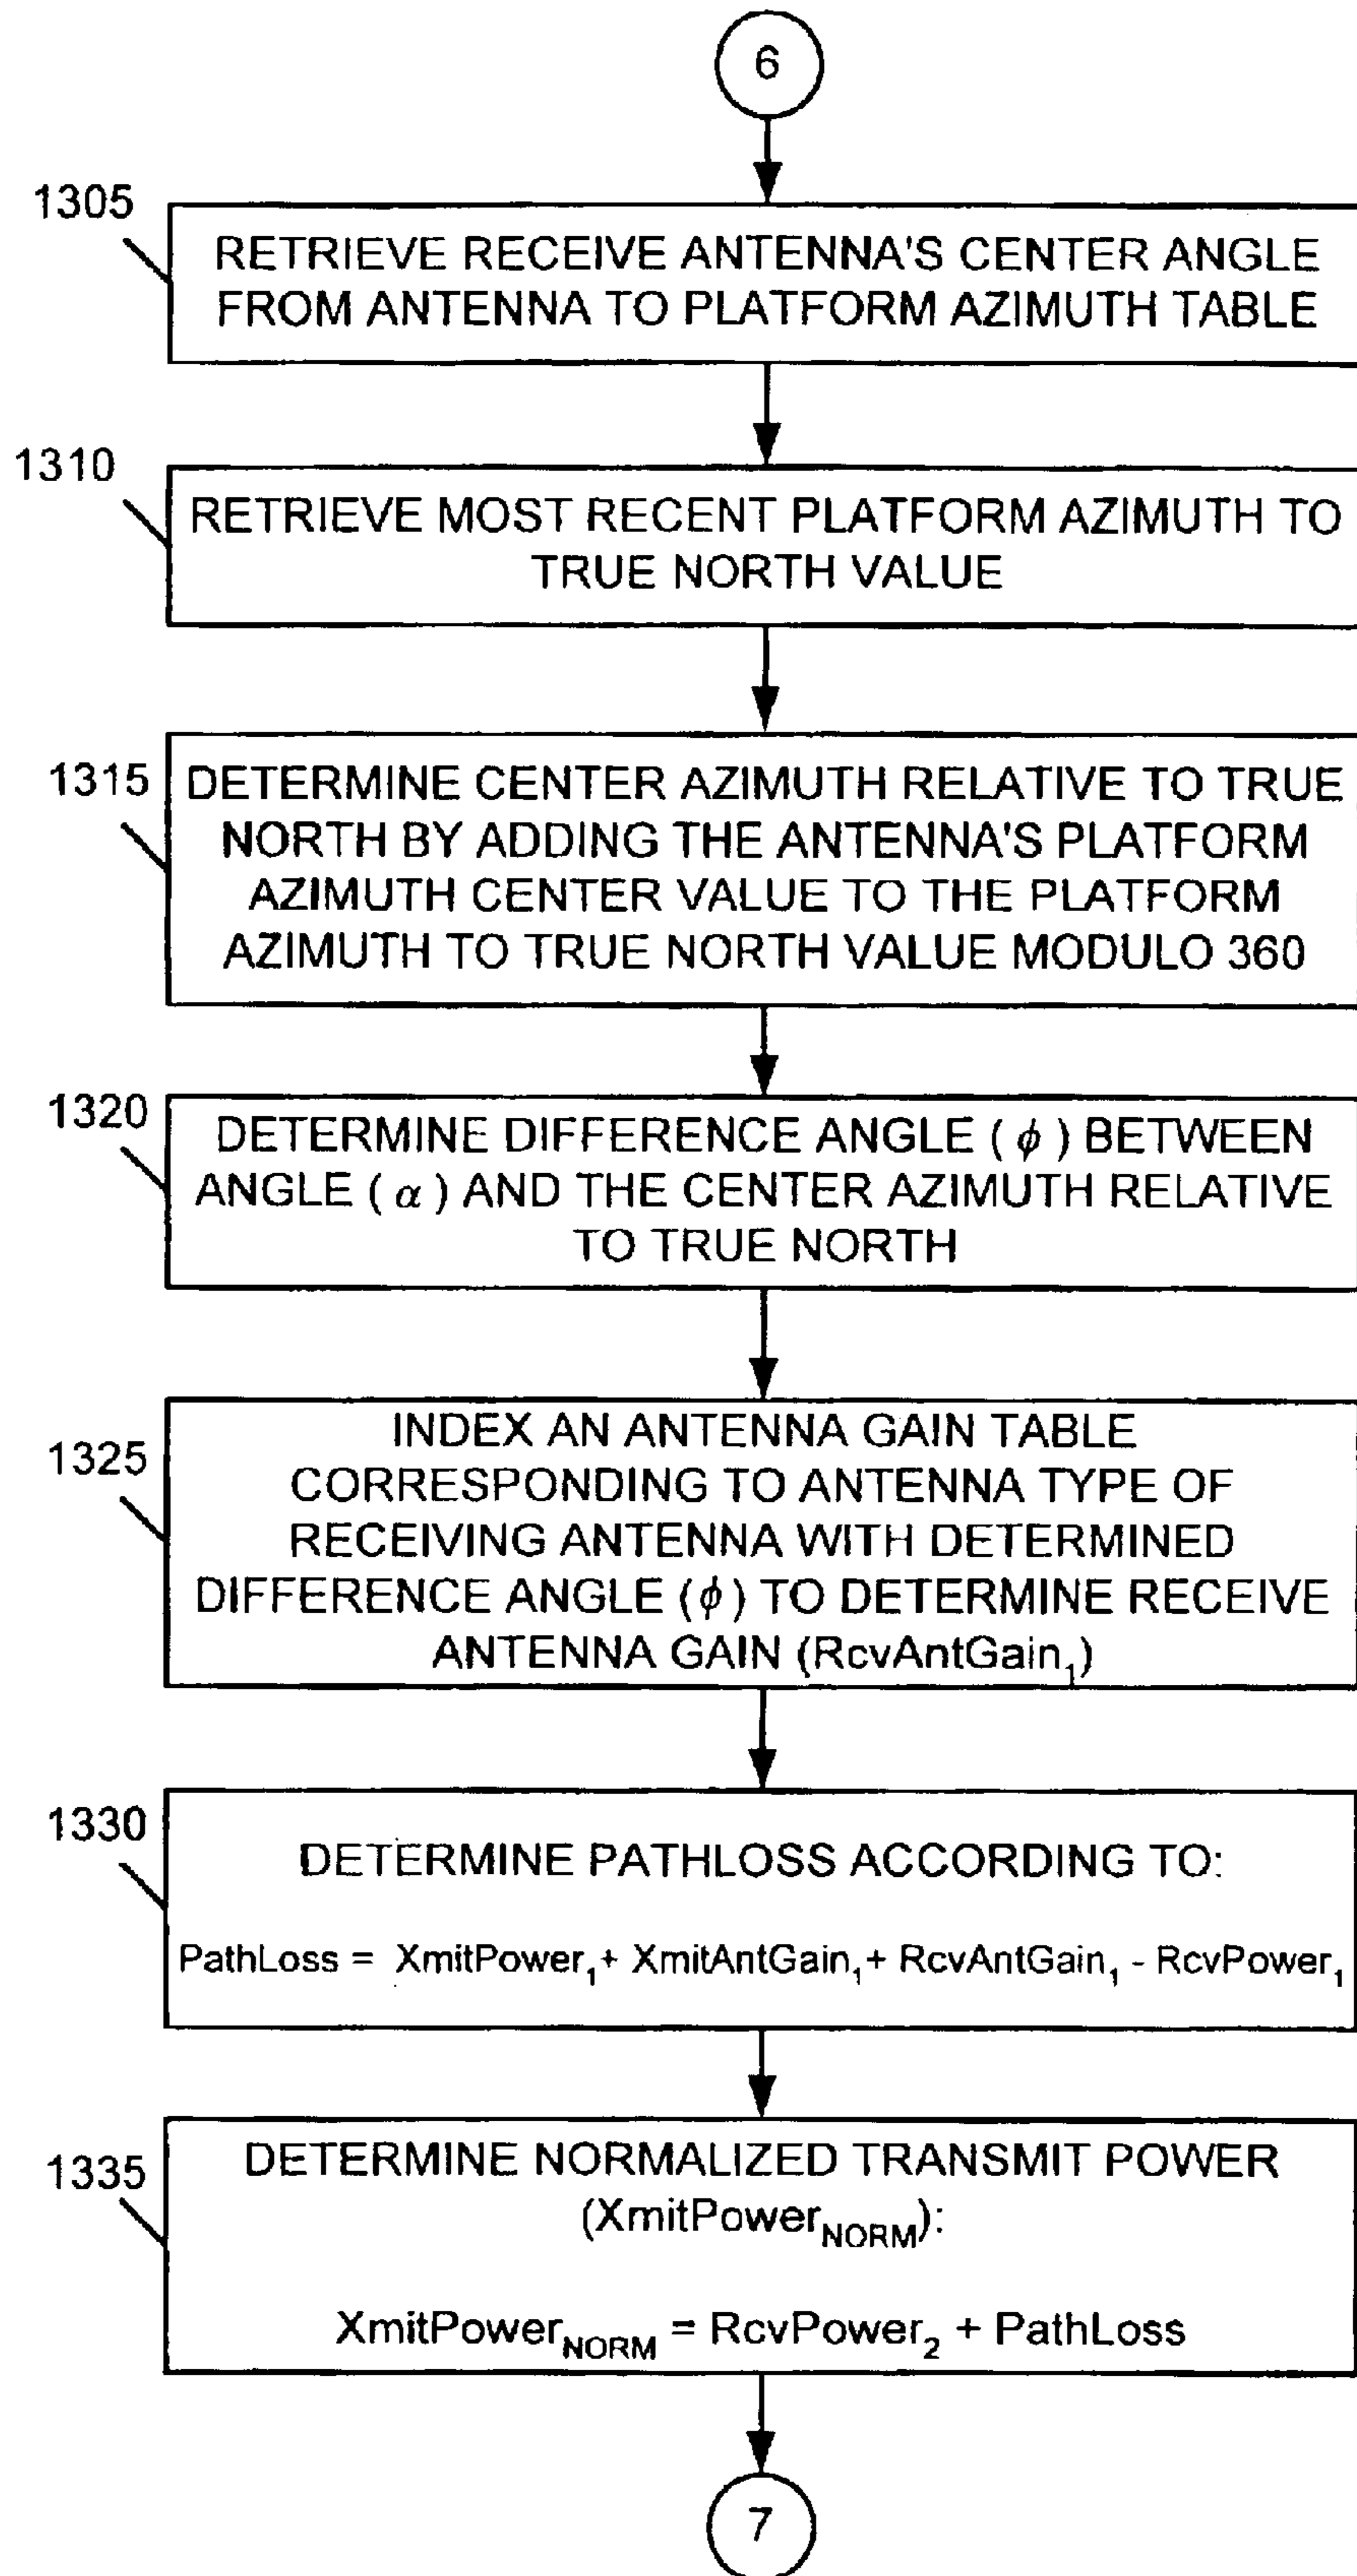 6
1305
RETRIEVE RECEIVE ANTENNA'S CENTER ANGLE
FROM ANTENNA TO PLATFORM AZIMUTH TABLE
1310
RETRIEVE MOST RECENT PLATFORM AZIMUTH TO
TRUE NORTH VALUE
1315
DETERMINE CENTER AZIMUTH RELATIVE TO TRUE
NORTH BY ADDING THE ANTENNA'S PLATFORM
AZIMUTH CENTER VALUE TO THE PLATFORM
AZIMUTH TO TRUE NORTH VALUE MODULO 360
1320
DETERMINE DIFFERENCE ANGLE (ϕ) BETWEEN
ANGLE (α) AND THE CENTER AZIMUTH RELATIVE
TO TRUE NORTH
1325
INDEX AN ANTENNA GAIN TABLE
CORRESPONDING TO ANTENNA TYPE OF
RECEIVING ANTENNA WITH DETERMINED
DIFFERENCE ANGLE (ϕ) TO DETERMINE RECEIVE
ANTENNA GAIN (RcvAntGain₁)
1330
DETERMINE PATHLOSS ACCORDING TO:
PathLoss = XmitPower₁+ XmitAntGain₁+ RcvAntGain₁ - RcvPower₁
1335
DETERMINE NORMALIZED TRANSMIT POWER
(XmitPower_NORM):
XmitPower_NORM = RcvPower₂ + PathLoss
7